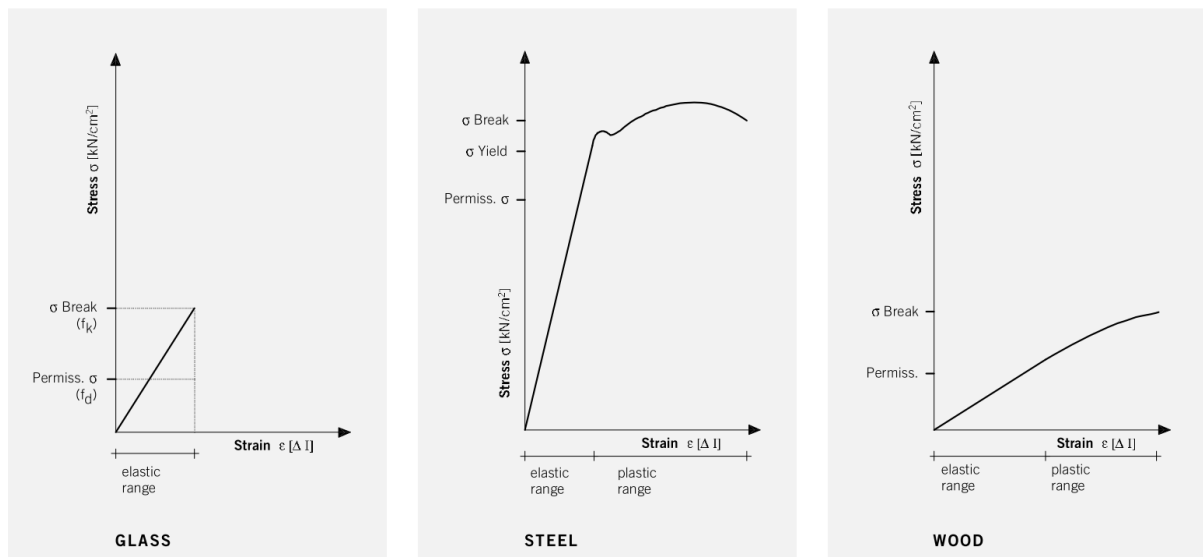 Stress σ [kN/cm²]
σ Break
(fk)
Permiss. σ
(fd)
Strain ε [Δ l]
elastic
range
GLASS
σ Break
σ Yield
Permiss. σ
Stress σ [kN/cm²]
Strain ε [Δ l]
elastic
range
plastic
range
STEEL
Stress σ [kN/cm²]
σ Break
Permiss.
Strain ε [Δ l]
elastic
range
plastic
range
WOOD